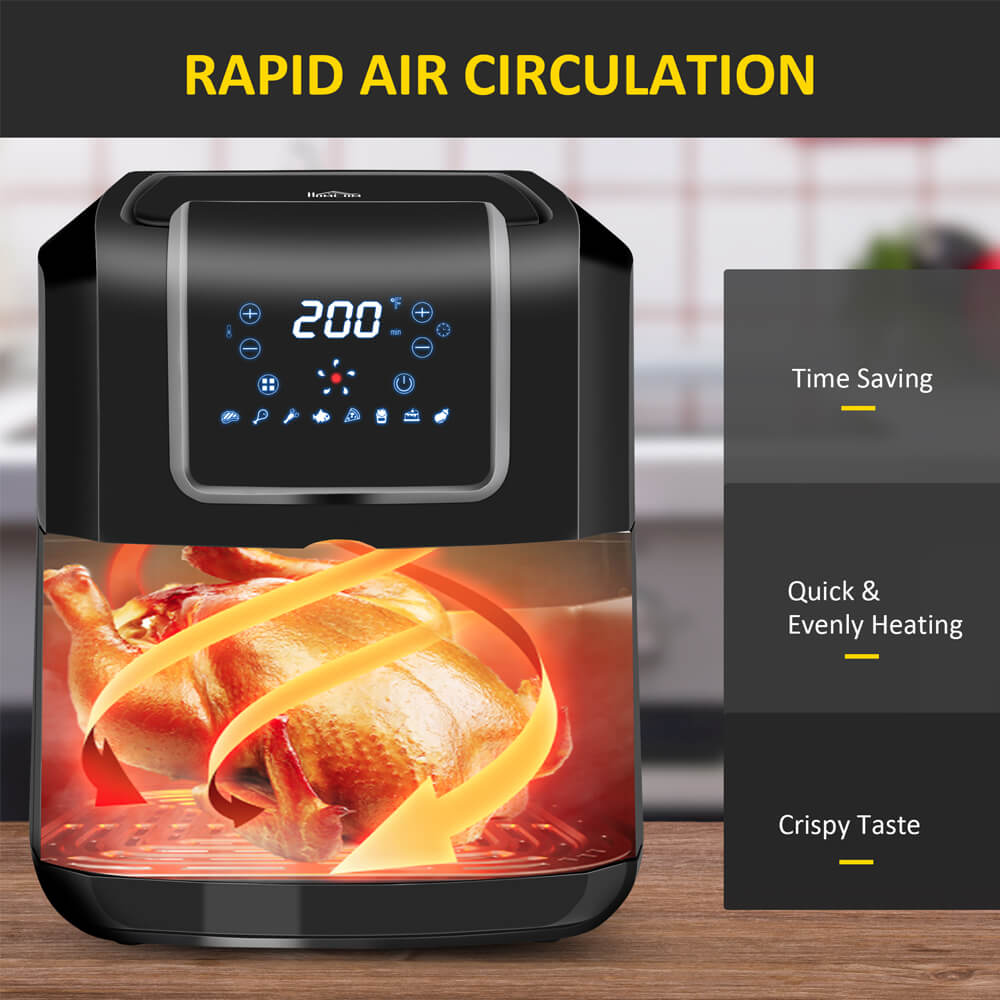 RAPID AIR CIRCULATION
200
°F
min
Time Saving
Quick &
Evenly Heating
Crispy Taste